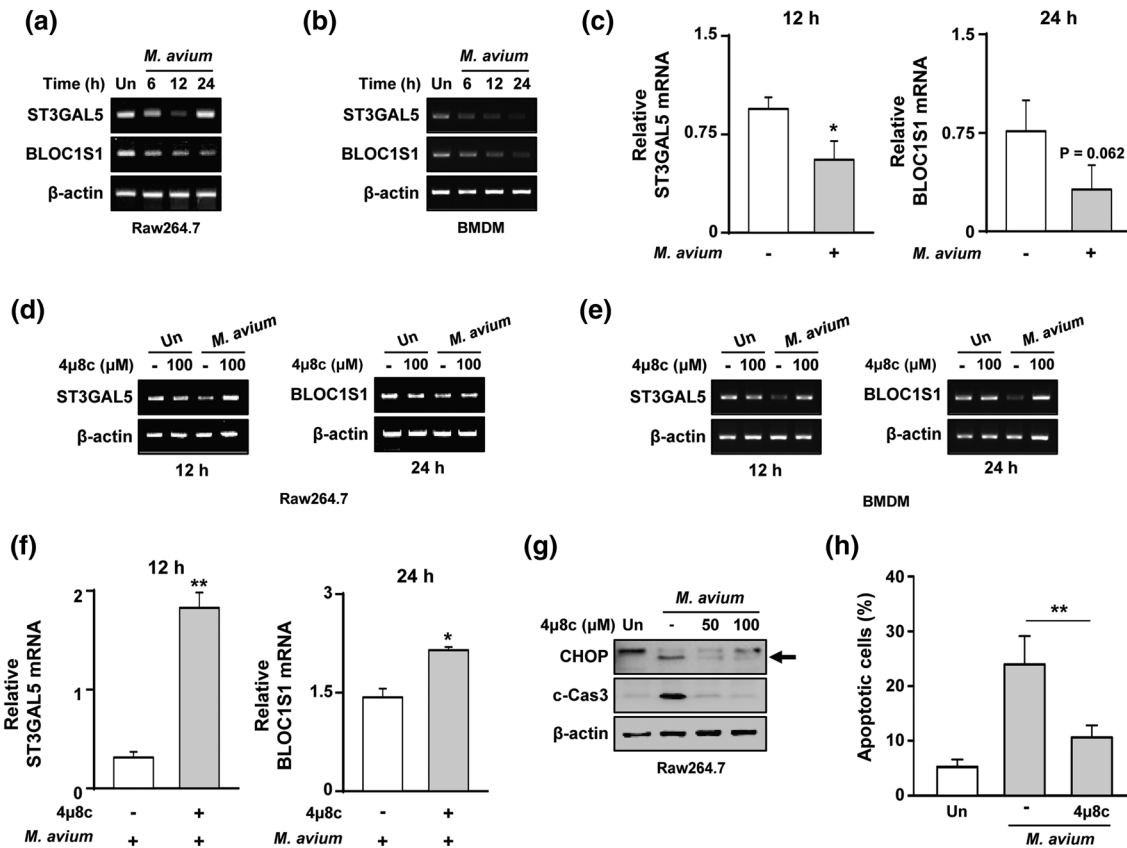 (a)
M. avium
Time (h) Un 6 12 24
ST3GAL5
BLOC1S1
β-actin
Raw264.7
(b)
M. avium
Time (h) Un 6 12 24
ST3GAL5
BLOC1S1
β-actin
BMDM
(c)
12 h
Relative
ST3GAL5 mRNA
1.5
0.75
0
*
M. avium - +
24 h
Relative
BLOC1S1 mRNA
1.5
0.75
0
P = 0.062
M. avium - +
(d)
Un M. avium
4μ8c (μM) - 100 - 100
ST3GAL5
β-actin
12 h
Un M. avium
4μ8c (μM) - 100 - 100
BLOC1S1
β-actin
24 h
Raw264.7
(e)
Un M. avium
4μ8c (μM) - 100 - 100
ST3GAL5
β-actin
12 h
Un M. avium
4μ8c (μM) - 100 - 100
BLOC1S1
β-actin
24 h
BMDM
(f)
12 h
Relative
ST3GAL5 mRNA
2
1
0
**
4μ8c - +
M. avium + +
24 h
Relative
BLOC1S1 mRNA
3
1.5
0
*
4μ8c - +
M. avium + +
(g)
M. avium
4μ8c (μM) Un - 50 100
CHOP
c-Cas3
β-actin
Raw264.7
(h)
Apoptotic cells (%)
40
30
20
10
0
**
Un - 4μ8c
M. avium